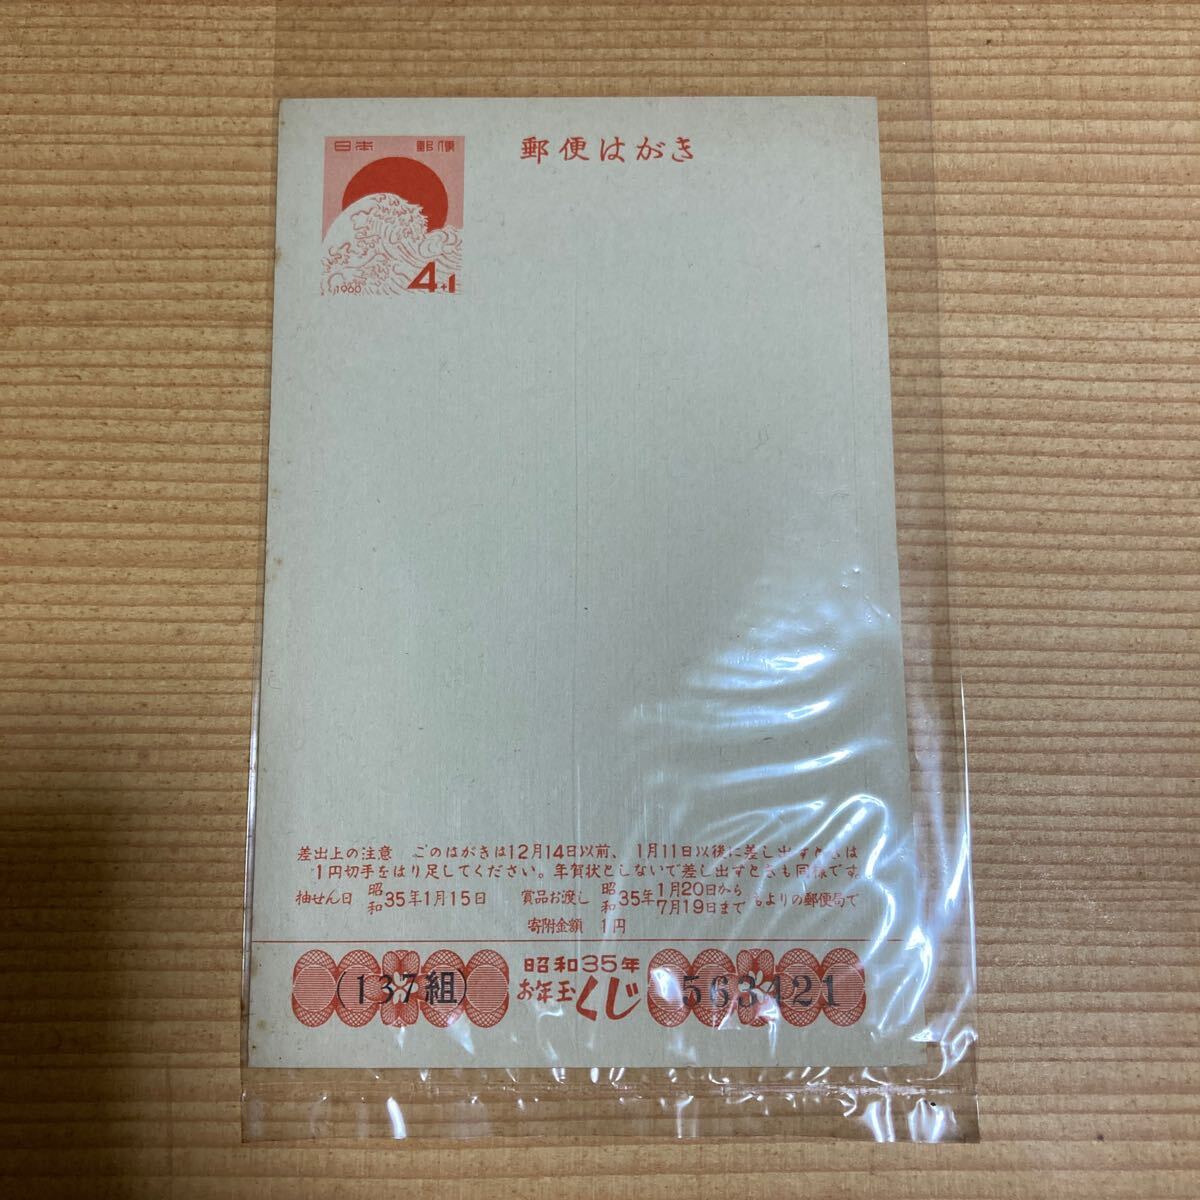 日本 郵便
郵便はがき
1960 4+1
差出上の注意 このはがきは12月14日以前、1月11日以後に差し出すときは
1円切手をはり足してください。年賀状としないで差し出すときも同様です。
抽せん日 昭和35年1月15日 賞品お渡し 昭和35年1月20日から7月19日まで もよりの郵便局で
寄附金額 1円
昭和35年
(137組) お年玉くじ 563421